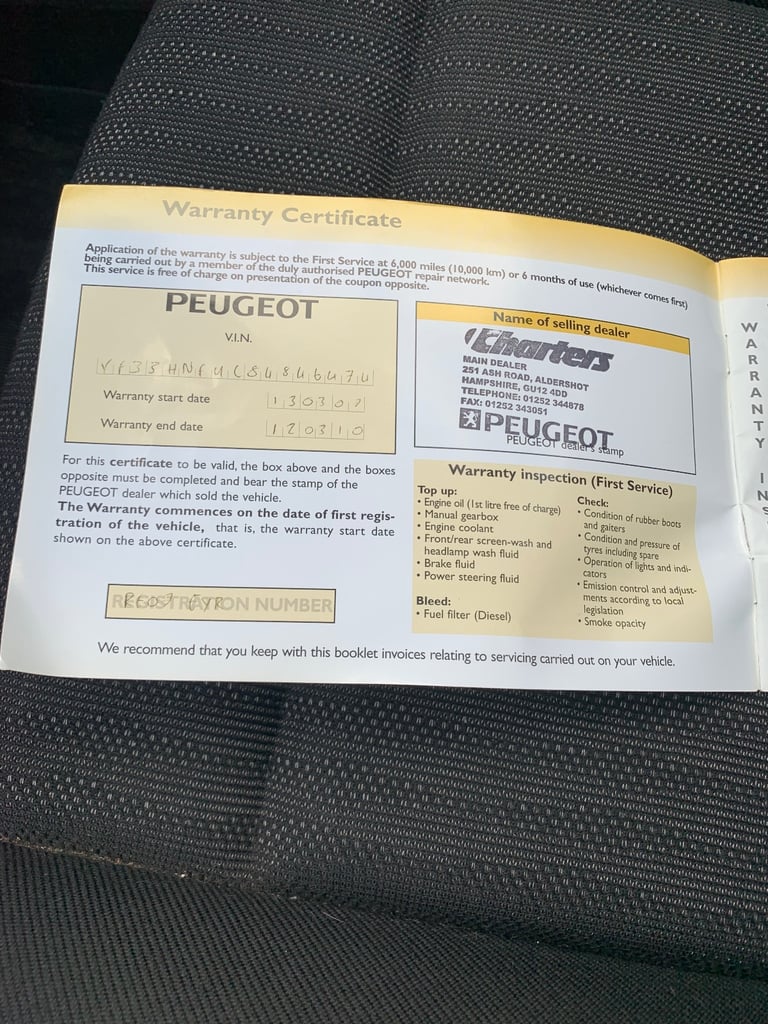 Warranty Certificate
Application of the warranty is subject to the First Service at 6,000 miles (10,000 km) or 6 months of use (whichever comes first)
being carried out by a member of the duly authorised PEUGEOT repair network.
This service is free of charge on presentation of the coupon opposite.
PEUGEOT
V.I.N.
VF33HNFUC84846474
Warranty start date
130307
Warranty end date
120310
For this certificate to be valid, the box above and the boxes
opposite must be completed and bear the stamp of the
PEUGEOT dealer which sold the vehicle.
The Warranty commences on the date of first regis-
tration of the vehicle, that is, the warranty start date
shown on the above certificate.
REGISTRATION NUMBER
Name of selling dealer
Charters
MAIN DEALER
251 ASH ROAD, ALDERSHOT
HAMPSHIRE, GU12 4DD
TELEPHONE: 01252 344878
FAX: 01252 343051
PEUGEOT
PEUGEOT dealer's stamp
Warranty inspection (First Service)
Top up:
• Engine oil (1st litre free of charge)
• Manual gearbox
• Engine coolant
• Front/rear screen-wash and
headlamp wash fluid
• Brake fluid
• Power steering fluid
Bleed:
• Fuel filter (Diesel)
Check:
• Condition of rubber boots
and gaiters
• Condition and pressure of
tyres including spare
• Operation of lights and indi-
cators
• Emission control and adjust-
ments according to local
legislation
• Smoke opacity
We recommend that you keep with this booklet invoices relating to servicing carried out on your vehicle.
WARRANTY